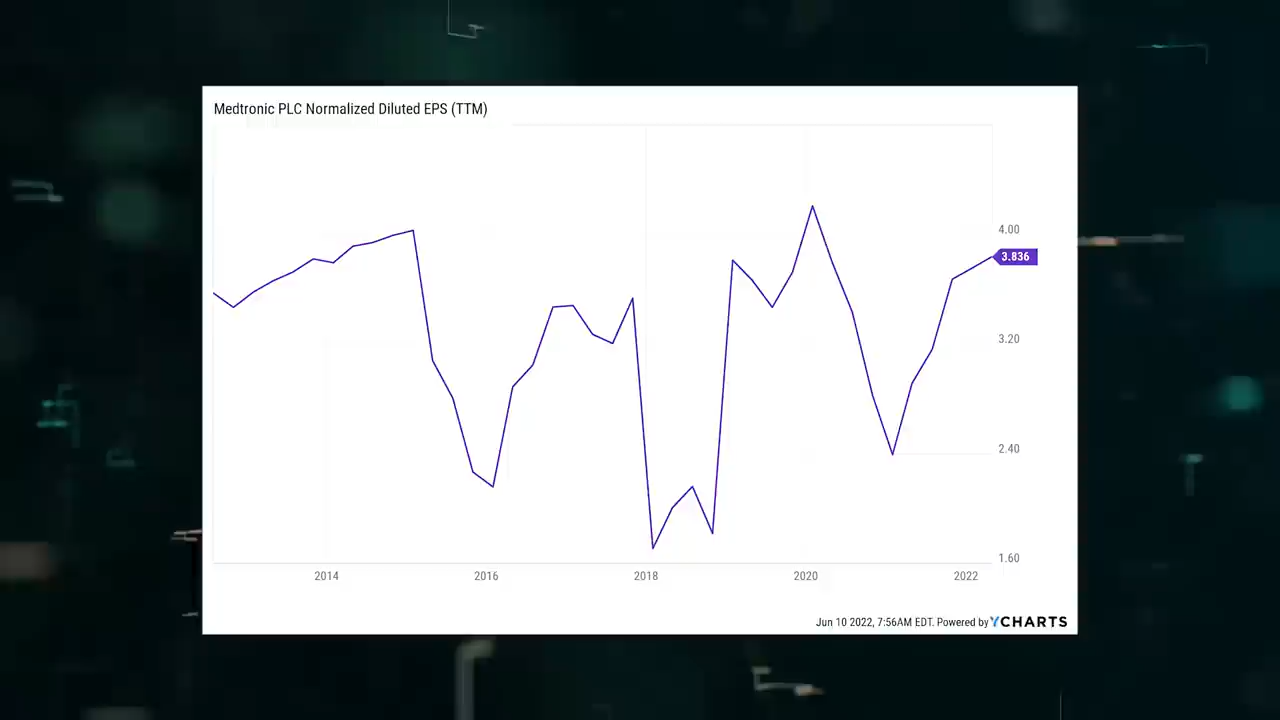 Medtronic PLC Normalized Diluted EPS (TTM)
4.00
3.836
3.20
2.40
1.60
2014 2016 2018 2020 2022
Jun 10 2022, 7:56AM EDT. Powered by YCHARTS